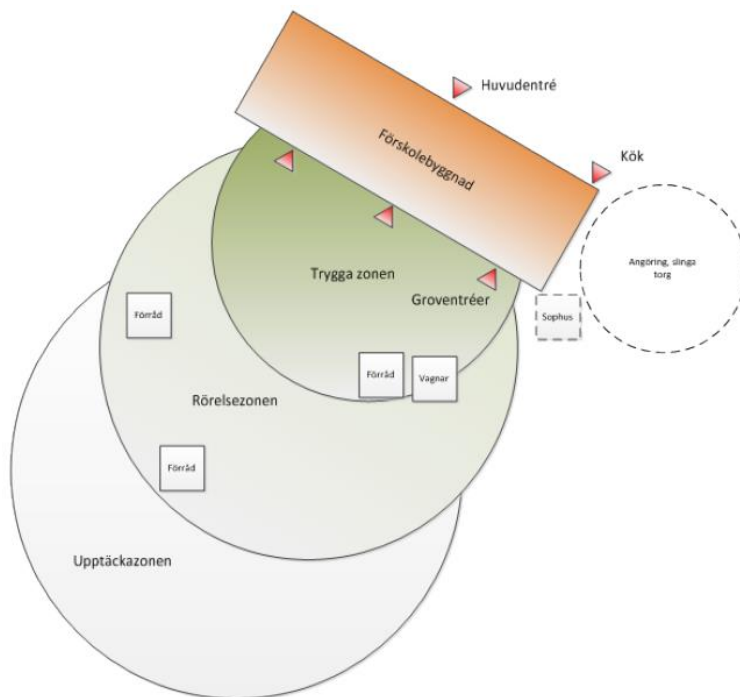 Huvudentré
Förskolebyggnad
Kök
Angöring, slinga
torg
Trygga zonen
Groventréer
Förråd
Sophus
Förråd
Vagnar
Rörelsezonen
Förråd
Upptäckazonen